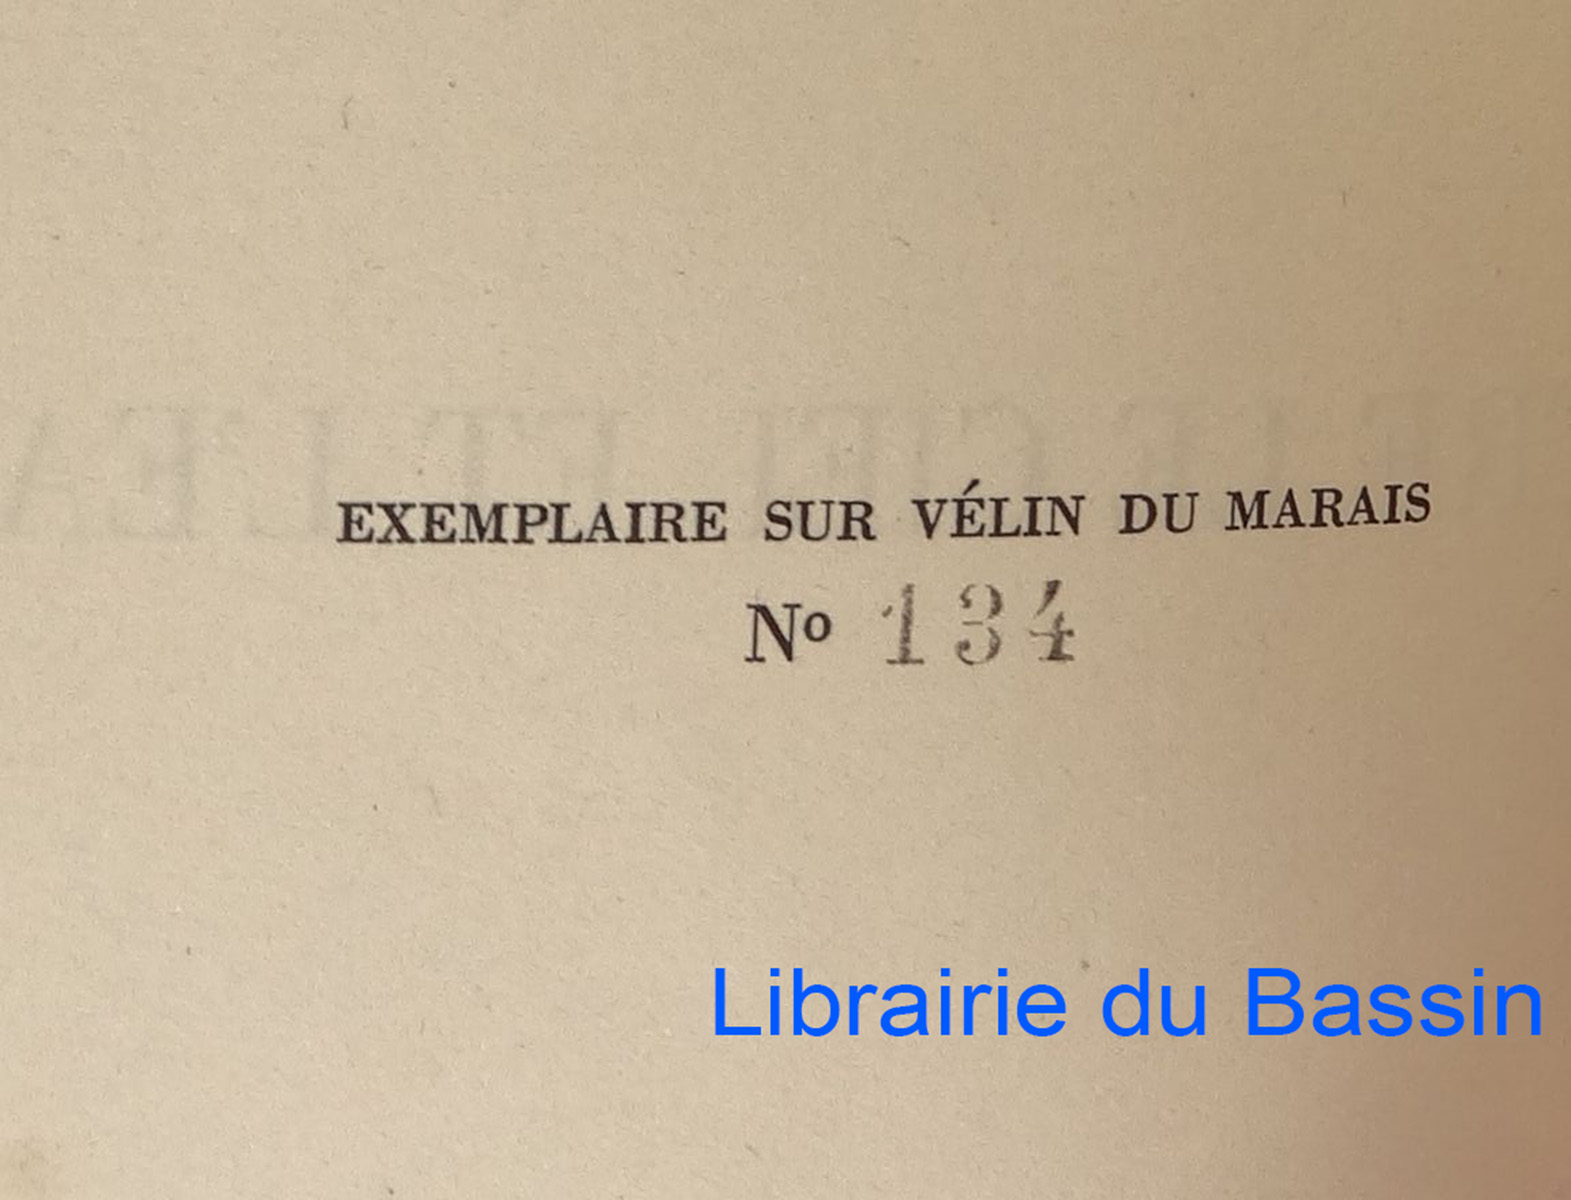 EXEMPLAIRE SUR VÉLIN DU MARAIS
Nº 134
Librairie du Bassin